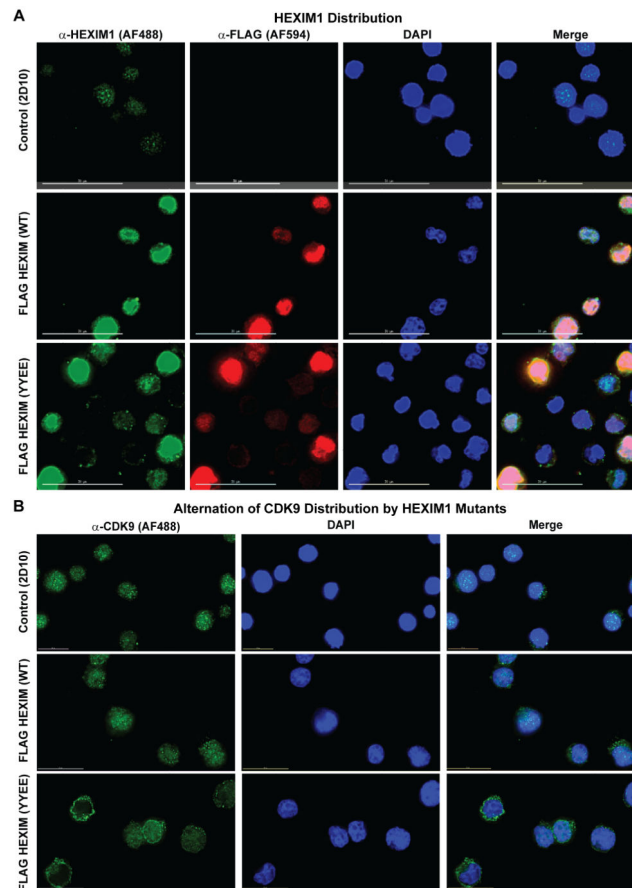 A
HEXIM1 Distribution
α-HEXIM1 (AF488) α-FLAG (AF594) DAPI Merge
Control (2D10)
FLAG HEXIM (WT)
FLAG HEXIM (YYEE)
B
Alternation of CDK9 Distribution by HEXIM1 Mutants
α-CDK9 (AF488) DAPI Merge
Control (2D10)
FLAG HEXIM (WT)
FLAG HEXIM (YYEE)